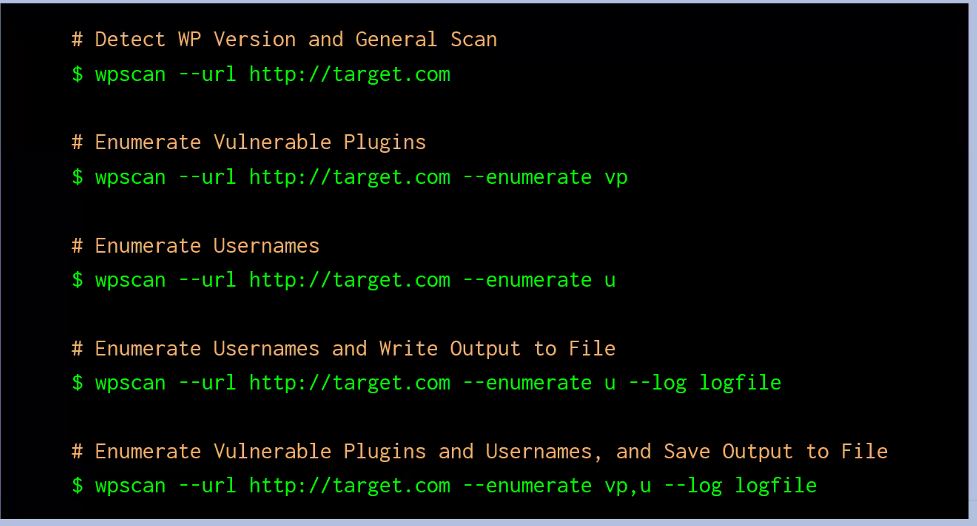 # Detect WP Version and General Scan
$ wpscan --url http://target.com
# Enumerate Vulnerable Plugins
$ wpscan --url http://target.com --enumerate vp
# Enumerate Usernames
$ wpscan --url http://target.com --enumerate u
# Enumerate Usernames and Write Output to File
$ wpscan --url http://target.com --enumerate u --log logfile
# Enumerate Vulnerable Plugins and Usernames, and Save Output to File
$ wpscan --url http://target.com --enumerate vp,u --log logfile